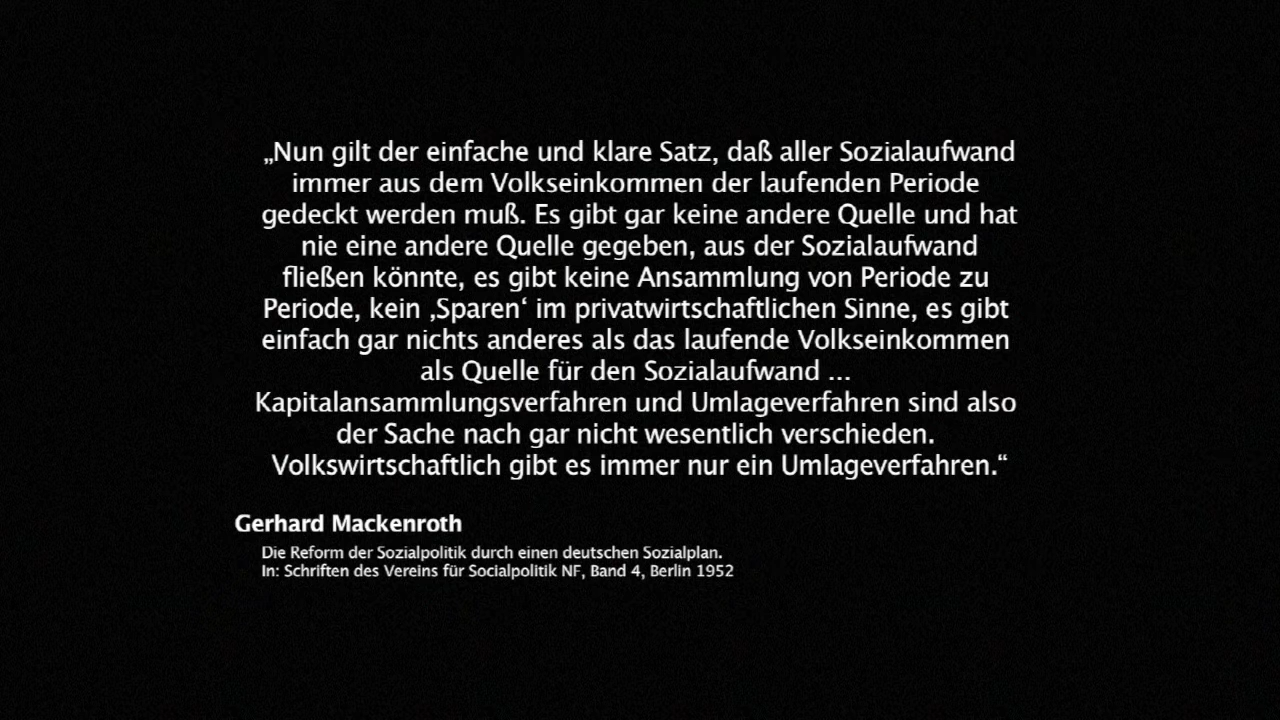 „Nun gilt der einfache und klare Satz, daß aller Sozialaufwand
immer aus dem Volkseinkommen der laufenden Periode
gedeckt werden muß. Es gibt gar keine andere Quelle und hat
nie eine andere Quelle gegeben, aus der Sozialaufwand
fließen könnte, es gibt keine Ansammlung von Periode zu
Periode, kein ‚Sparen‘ im privatwirtschaftlichen Sinne, es gibt
einfach gar nichts anderes als das laufende Volkseinkommen
als Quelle für den Sozialaufwand ...
Kapitalansammlungsverfahren und Umlageverfahren sind also
der Sache nach gar nicht wesentlich verschieden.
Volkswirtschaftlich gibt es immer nur ein Umlageverfahren.“
Gerhard Mackenroth
Die Reform der Sozialpolitik durch einen deutschen Sozialplan.
In: Schriften des Vereins für Socialpolitik NF, Band 4, Berlin 1952